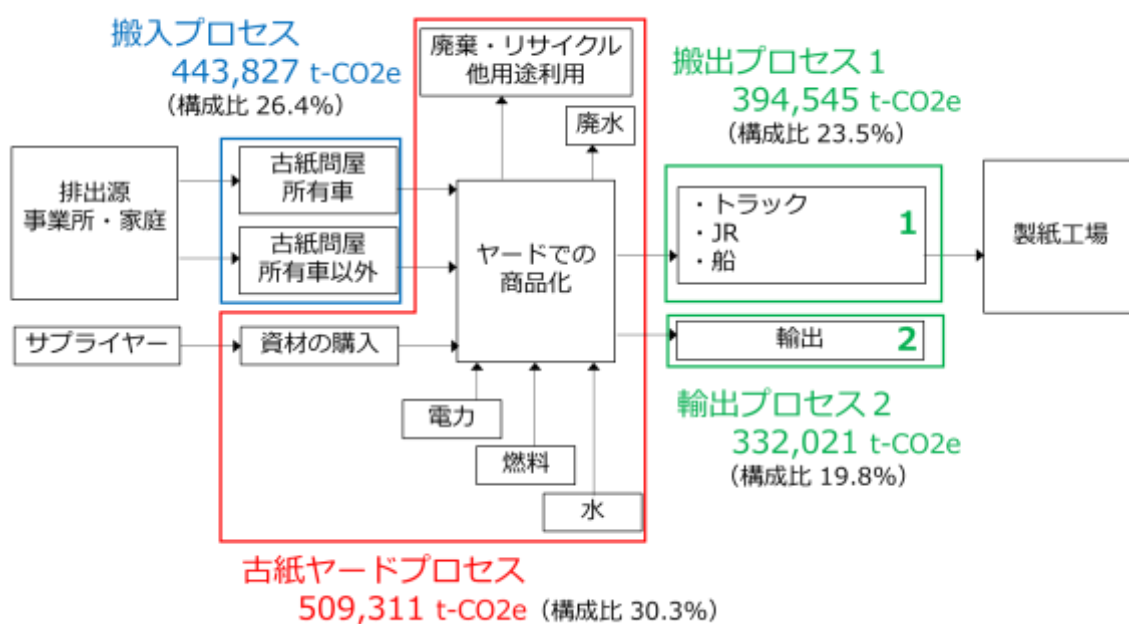 搬入プロセス
443,827 t-CO2e
（構成比 26.4%）
廃棄・リサイクル
他用途利用
廃水
搬出プロセス１
394,545 t-CO2e
（構成比 23.5%）
排出源
事業所・家庭
古紙問屋
所有車
古紙問屋
所有車以外
ヤードでの
商品化
・トラック
・JR
・船
1
製紙工場
サプライヤー
資材の購入
輸出
2
電力
燃料
水
輸出プロセス２
332,021 t-CO2e
（構成比 19.8%）
古紙ヤードプロセス
509,311 t-CO2e（構成比 30.3%）